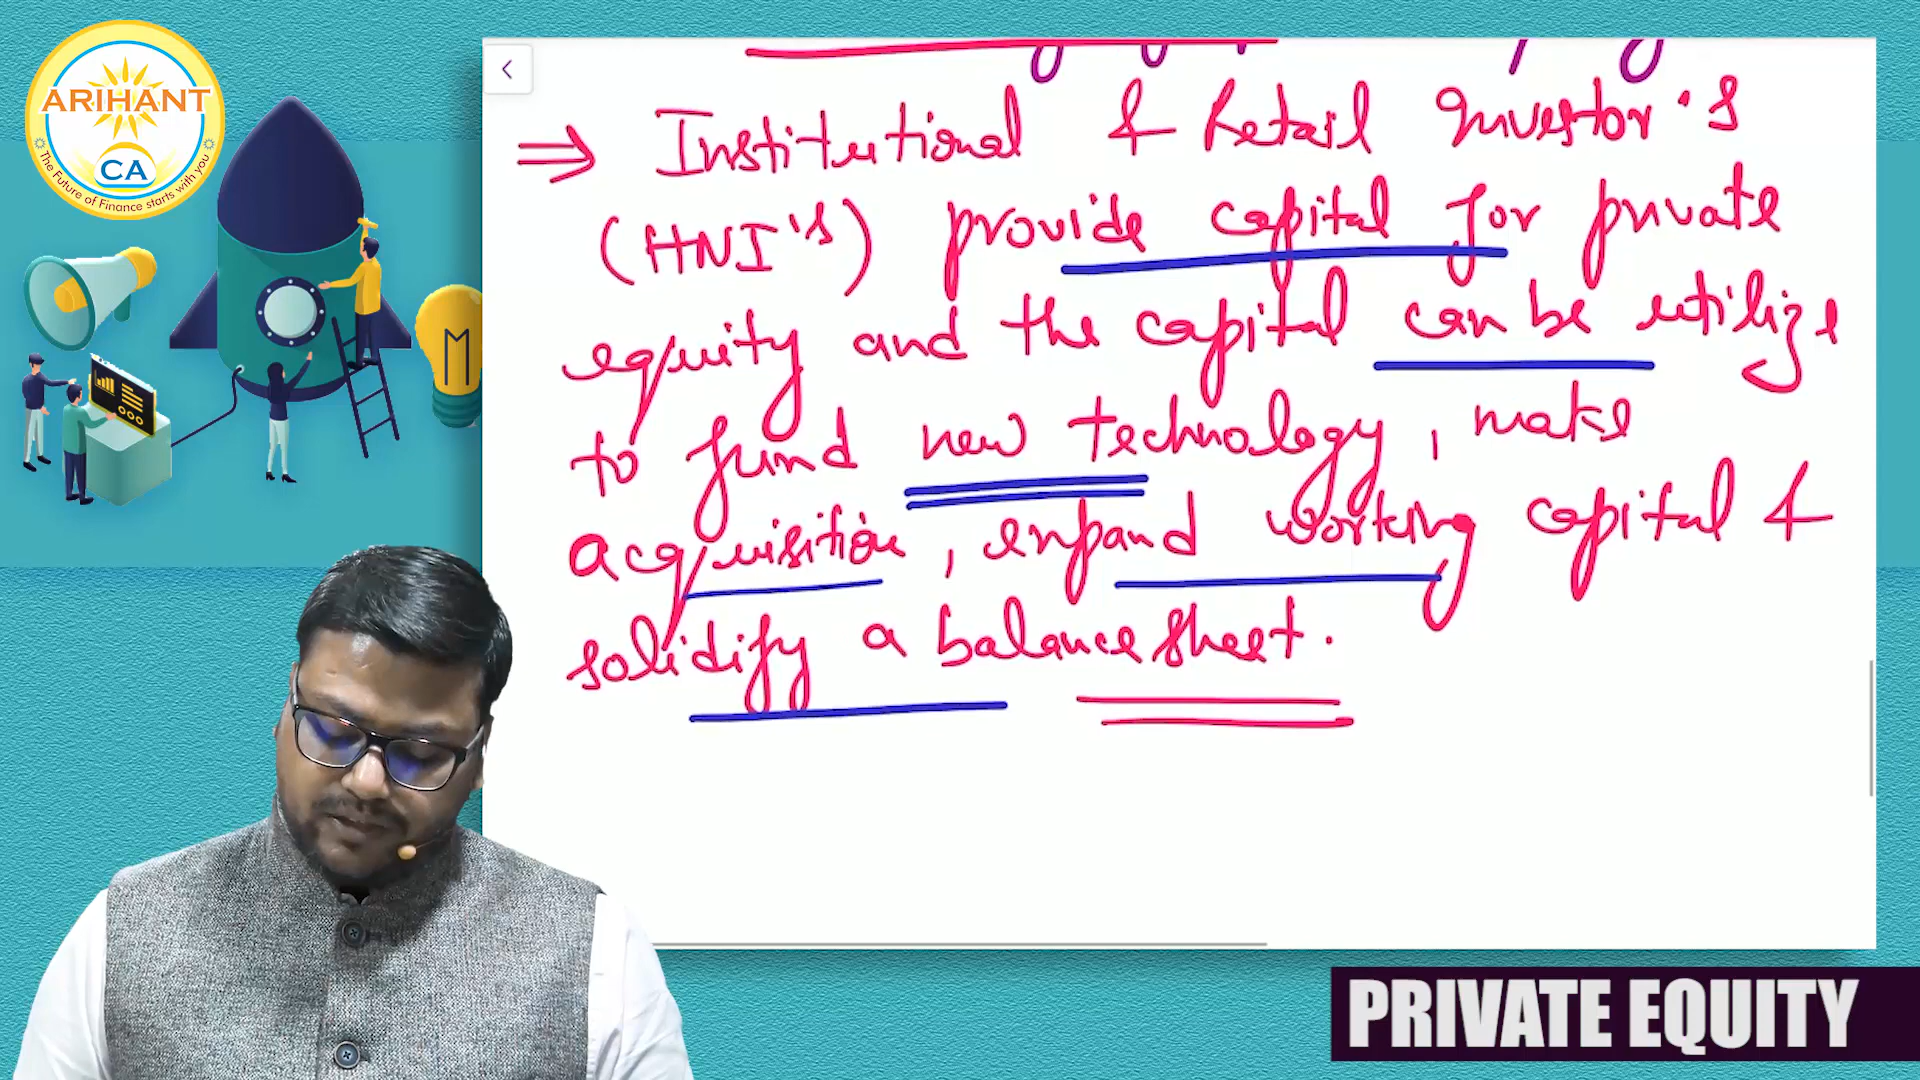 ARIHANT
CA
The Future of Finance starts with you
⇒ Institutional & Retail Investor's
(HNI's) provide capital for private
equity and the capital can be utilize
to fund new technology, make
acquisition, expand working capital &
solidify a balance sheet.
PRIVATE EQUITY